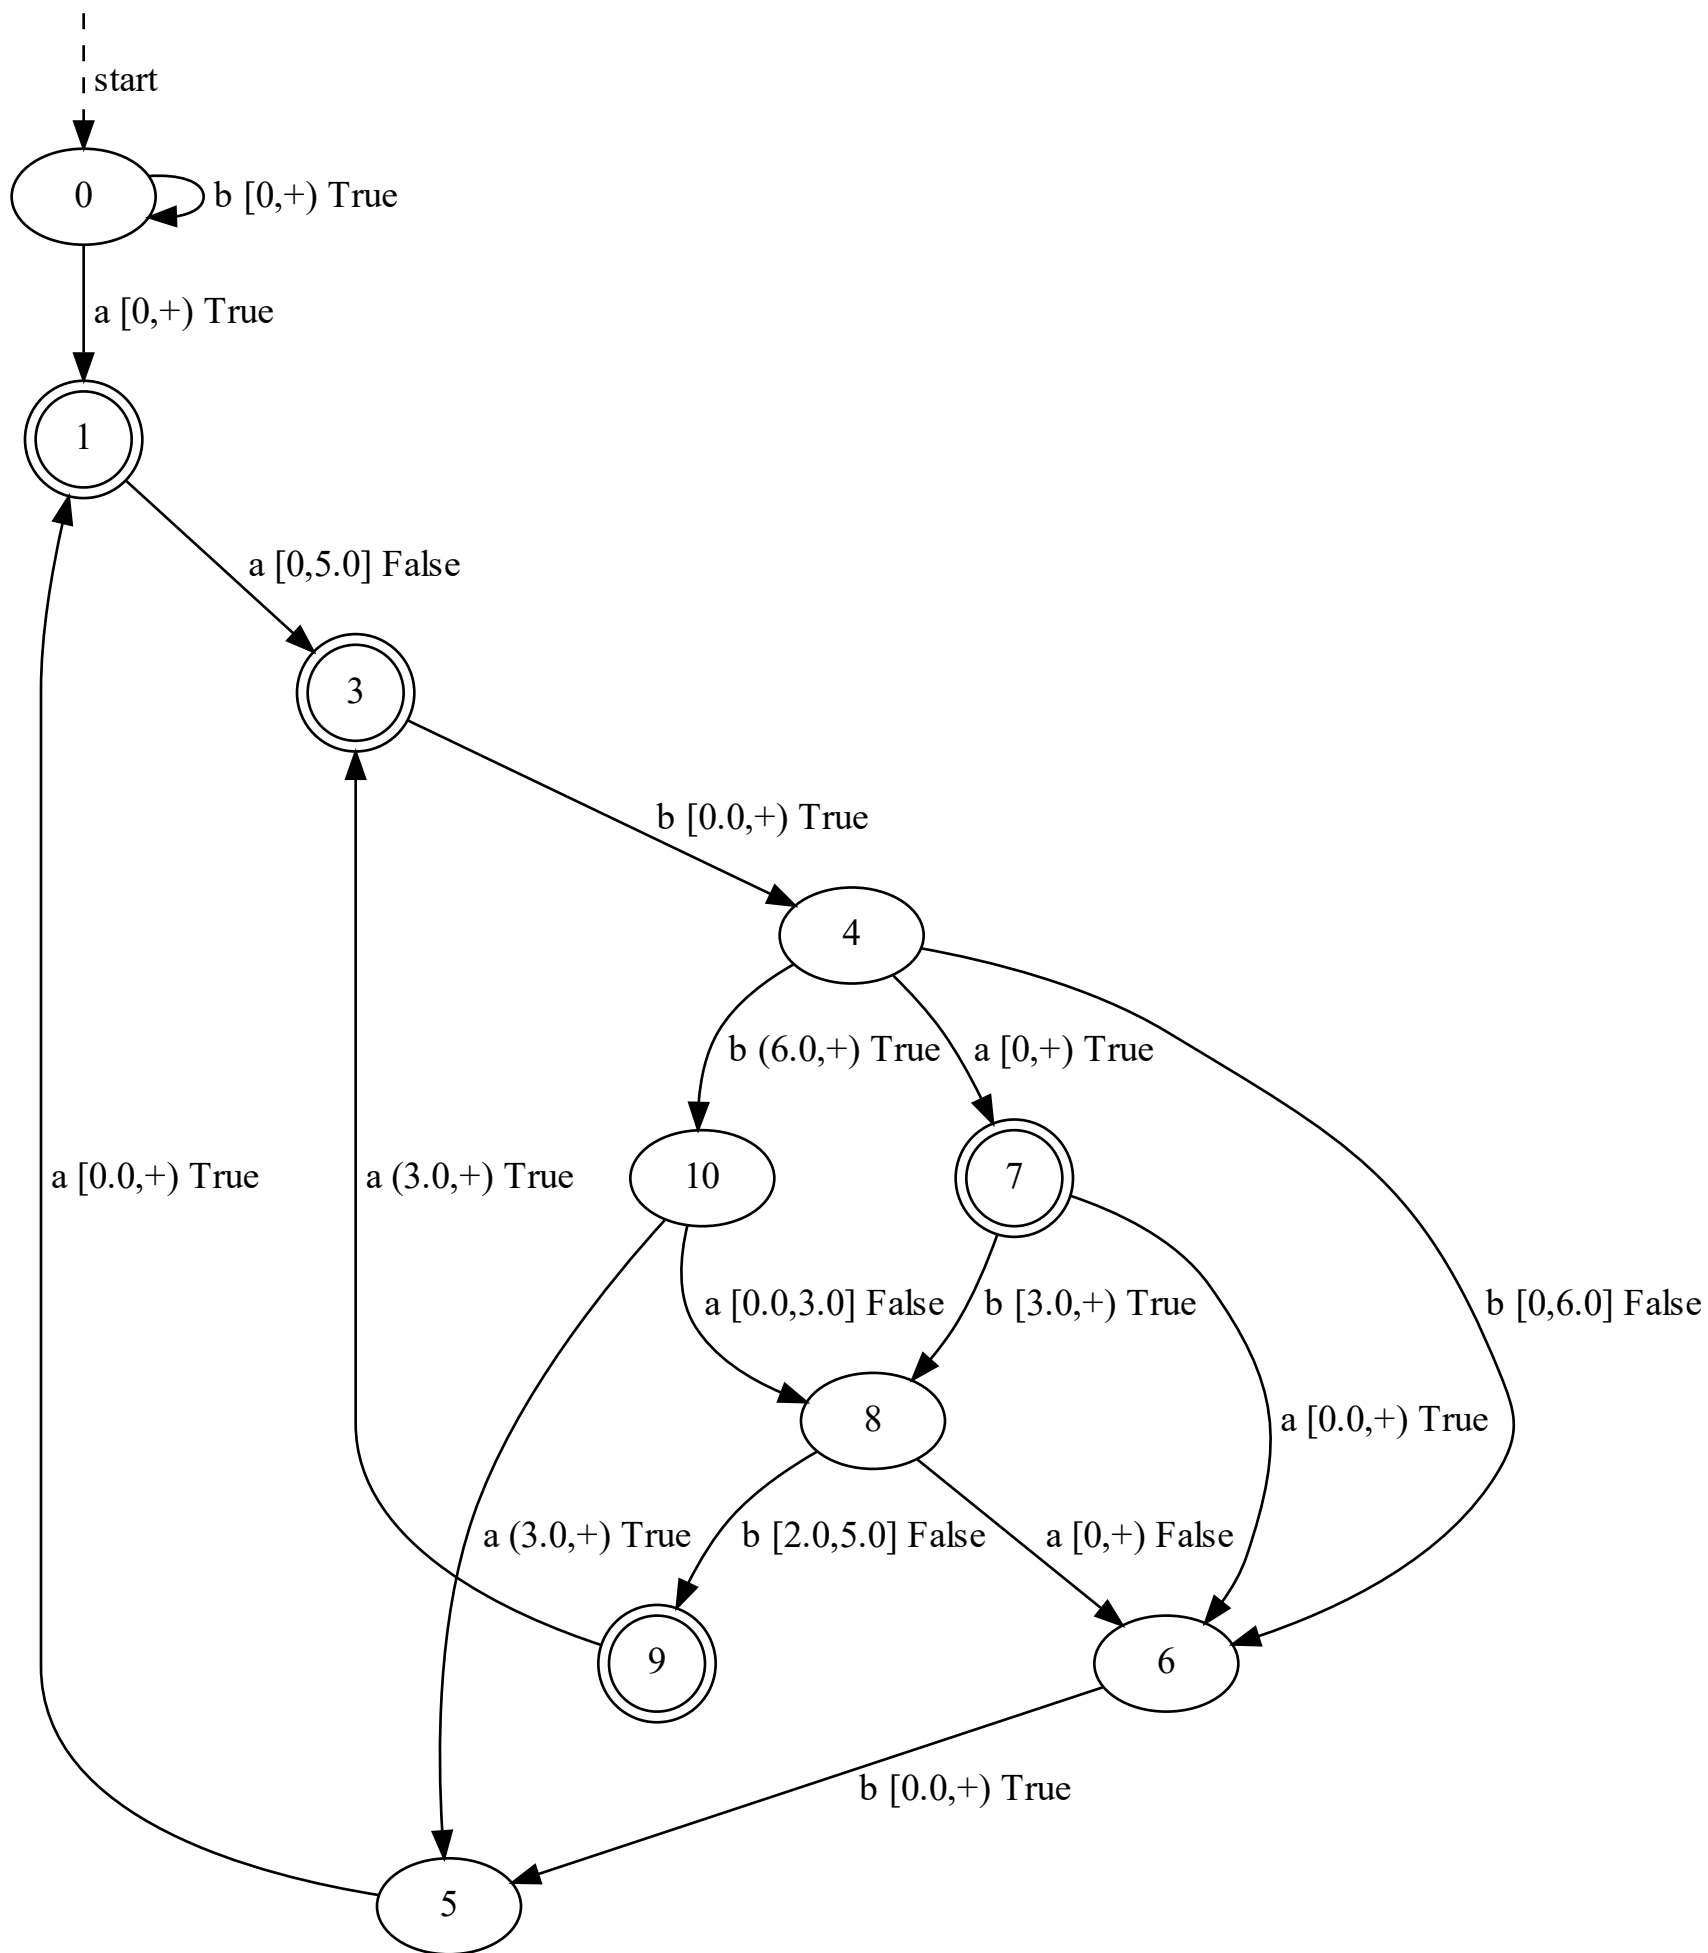 start
0
b [0,+) True
a [0,+) True
1
a [0,5.0] False
3
b [0.0,+) True
4
b (6.0,+) True
a [0,+) True
a [0.0,+) True
a (3.0,+) True
10
7
a [0.0,3.0] False
b [3.0,+) True
b [0,6.0] False
8
a [0.0,+) True
a (3.0,+) True
b [2.0,5.0] False
a [0,+) False
9
6
b [0.0,+) True
5